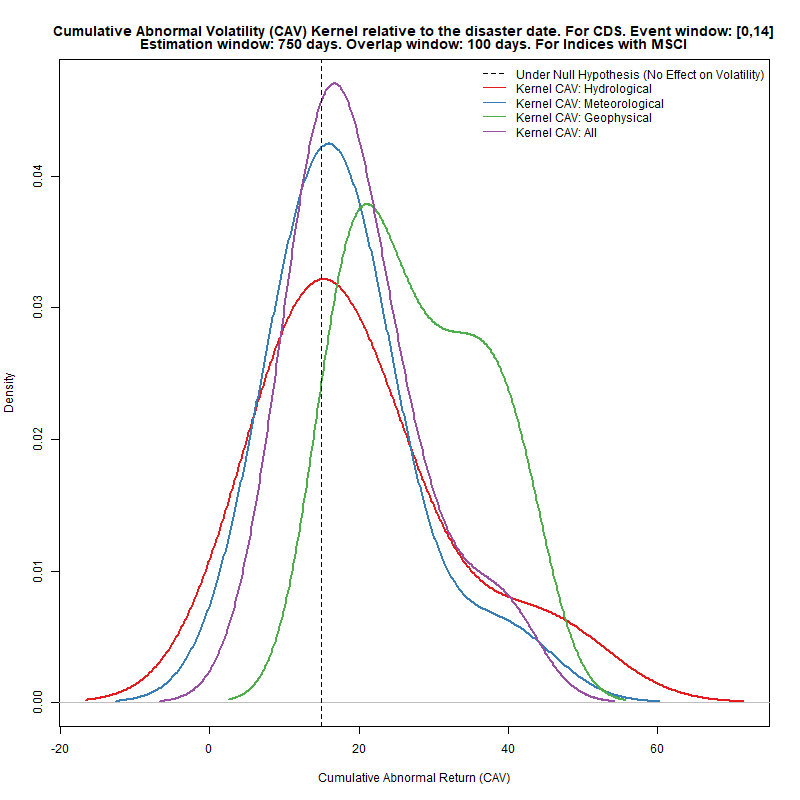 Cumulative Abnormal Volatility (CAV) Kernel relative to the disaster date. For CDS. Event window: [0,14]
Estimation window: 750 days. Overlap window: 100 days. For Indices with MSCI
Under Null Hypothesis (No Effect on Volatility)
Kernel CAV: Hydrological
Kernel CAV: Meteorological
Kernel CAV: Geophysical
Kernel CAV: All
Density
0.04
0.03
0.02
0.01
0.00
-20 0 20 40 60
Cumulative Abnormal Return (CAV)